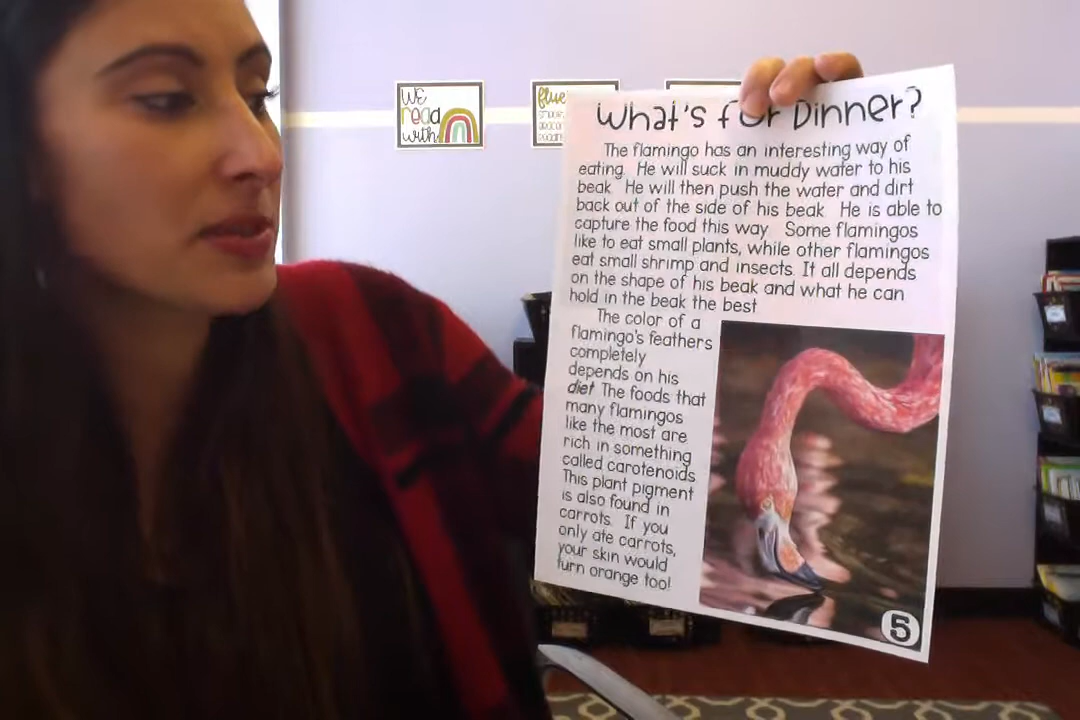 We
read
with
flue
What's for Dinner?
The flamingo has an interesting way of
eating. He will suck in muddy water to his
beak. He will then push the water and dirt
back out of the side of his beak. He is able to
capture the food this way. Some flamingos
like to eat small plants, while other flamingos
eat small shrimp and insects. It all depends
on the shape of his beak and what he can
hold in the beak the best.
The color of a
flamingo's feathers
completely
depends on his
diet. The foods that
many flamingos
like the most are
rich in something
called carotenoids.
This plant pigment
is also found in
carrots. If you
only ate carrots,
your skin would
turn orange too!
5